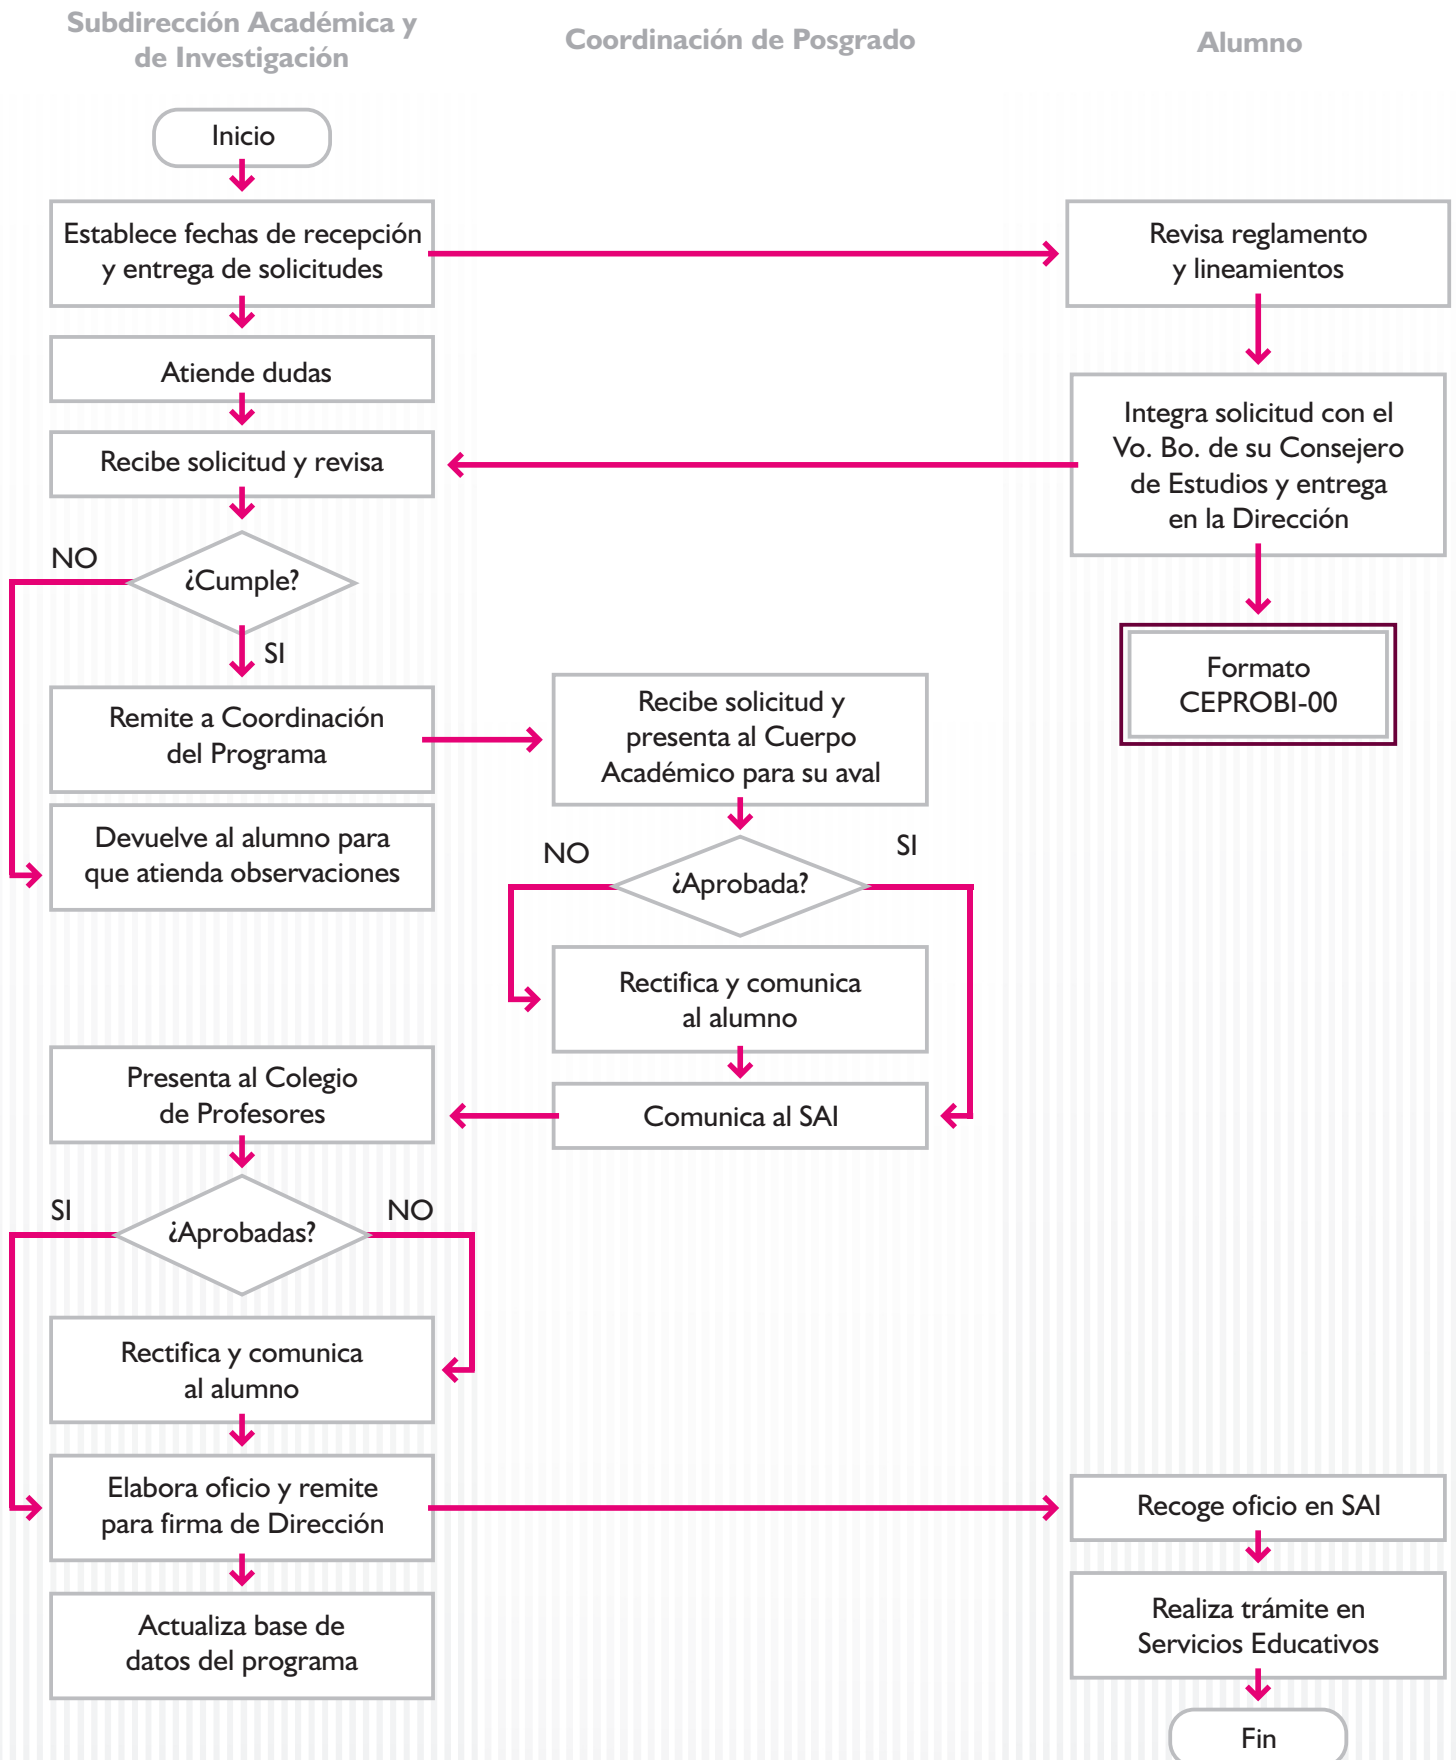 Subdirección Académica y
de Investigación
Coordinación de Posgrado
Alumno
Inicio
Establece fechas de recepción
y entrega de solicitudes
Revisa reglamento
y lineamientos
Atiende dudas
Integra solicitud con el
Vo. Bo. de su Consejero
de Estudios y entrega
en la Dirección
Recibe solicitud y revisa
NO
¿Cumple?
SI
Formato
CEPROBI-00
Remite a Coordinación
del Programa
Recibe solicitud y
presenta al Cuerpo
Académico para su aval
Devuelve al alumno para
que atienda observaciones
NO
SI
¿Aprobada?
Rectifica y comunica
al alumno
Presenta al Colegio
de Profesores
Comunica al SAI
SI
NO
¿Aprobadas?
Rectifica y comunica
al alumno
Elabora oficio y remite
para firma de Dirección
Recoge oficio en SAI
Actualiza base de
datos del programa
Realiza trámite en
Servicios Educativos
Fin